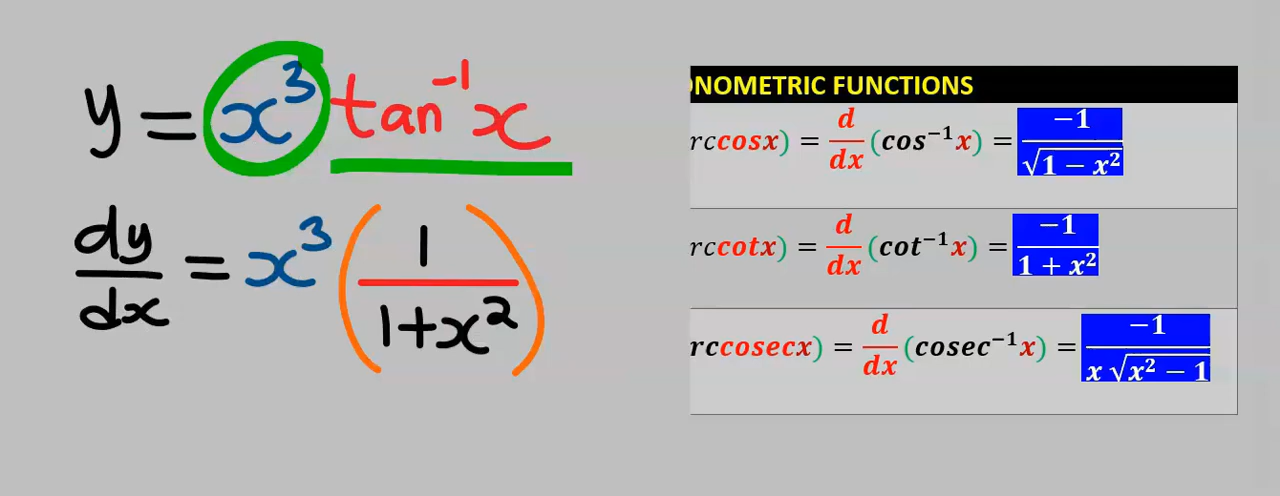 y = x³ tan⁻¹x
dy/dx = x³ (1/(1+x²))
ONOMETRIC FUNCTIONS
rccosx) = d/dx (cos⁻¹x) = −1/√(1 − x²)
rccotx) = d/dx (cot⁻¹x) = −1/(1 + x²)
rccosecx) = d/dx (cosec⁻¹x) = −1/(x √(x² − 1))